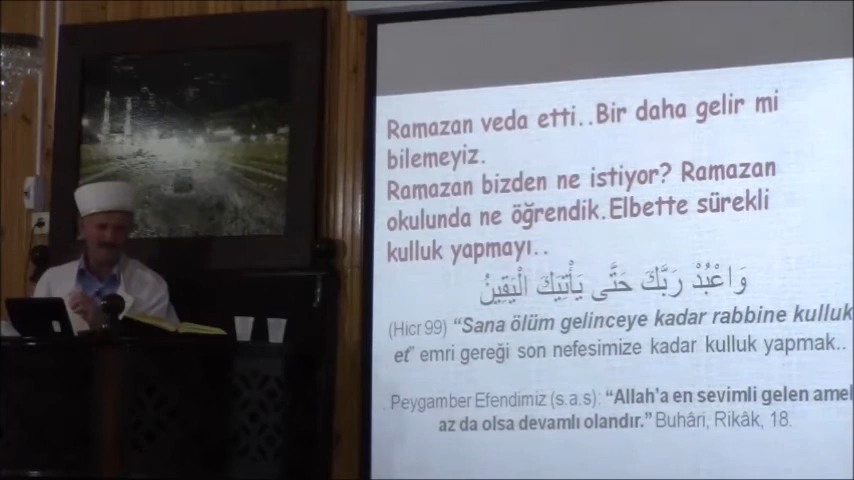 Ramazan veda etti..Bir daha gelir mi
bilemeyiz.
Ramazan bizden ne istiyor? Ramazan
okulunda ne öğrendik.Elbette sürekli
kulluk yapmayı..
وَاعْبُدْ رَبَّكَ حَتَّى يَأْتِيَكَ الْيَقِينُ
(Hicr 99) “Sana ölüm gelinceye kadar rabbine kulluk
et” emri gereği son nefesimize kadar kulluk yapmak..
Peygamber Efendimiz (s.a.s): “Allah’a en sevimli gelen amel
az da olsa devamlı olandır.” Buhâri, Rikâk, 18.